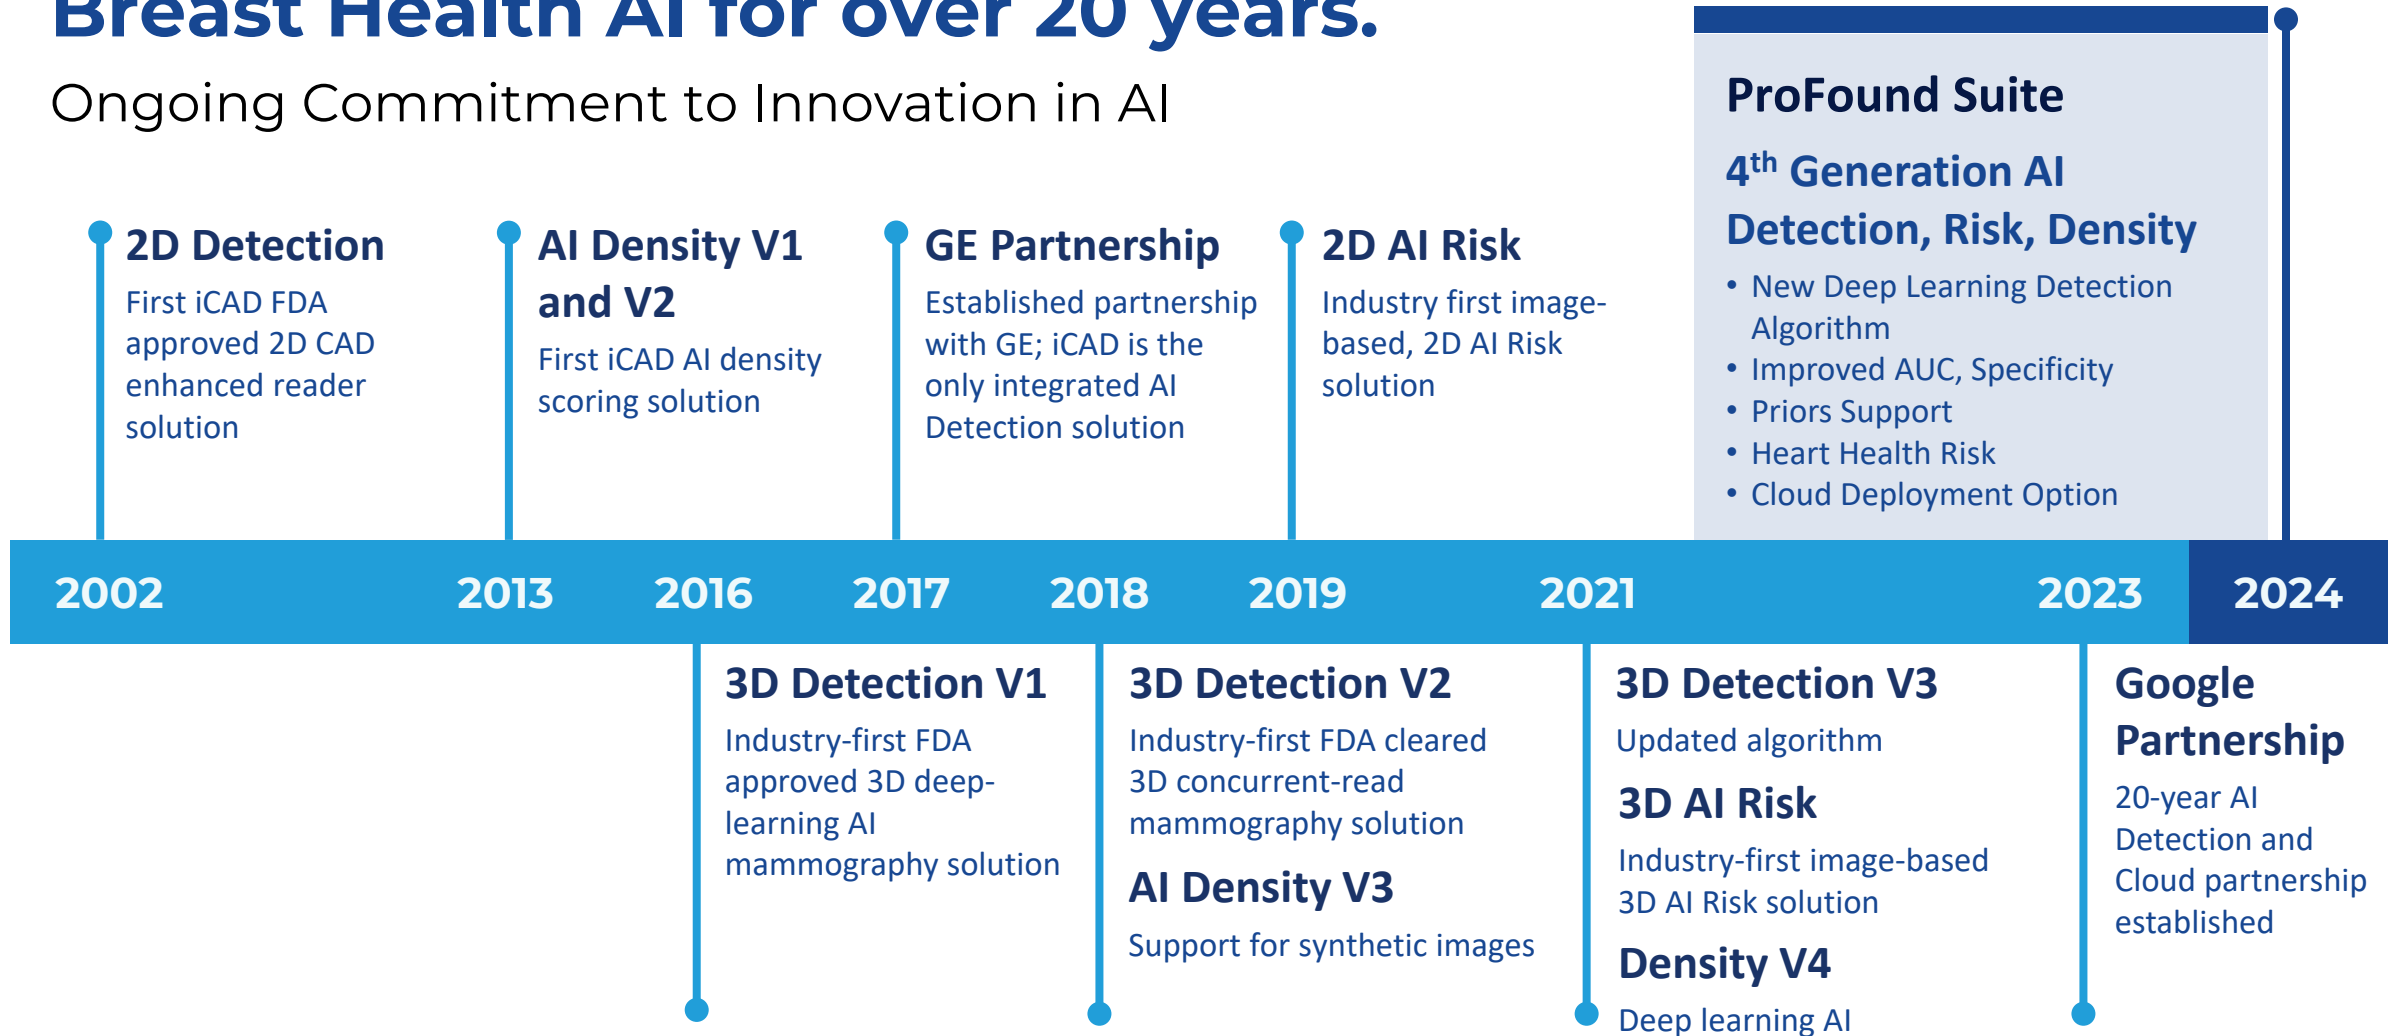 Breast Health AI for over 20 years.
Ongoing Commitment to Innovation in AI
2D Detection
First iCAD FDA
approved 2D CAD
enhanced reader
solution
AI Density V1
and V2
First iCAD AI density
scoring solution
GE Partnership
Established partnership
with GE; iCAD is the
only integrated AI
Detection solution
2D AI Risk
Industry first image-
based, 2D AI Risk
solution
ProFound Suite
4th Generation AI
Detection, Risk, Density
• New Deep Learning Detection
Algorithm
• Improved AUC, Specificity
• Priors Support
• Heart Health Risk
• Cloud Deployment Option
2002 2013 2016 2017 2018 2019 2021 2023 2024
3D Detection V1
Industry-first FDA
approved 3D deep-
learning AI
mammography solution
3D Detection V2
Industry-first FDA cleared
3D concurrent-read
mammography solution
AI Density V3
Support for synthetic images
3D Detection V3
Updated algorithm
3D AI Risk
Industry-first image-based
3D AI Risk solution
Density V4
Deep learning AI
Google
Partnership
20-year AI
Detection and
Cloud partnership
established